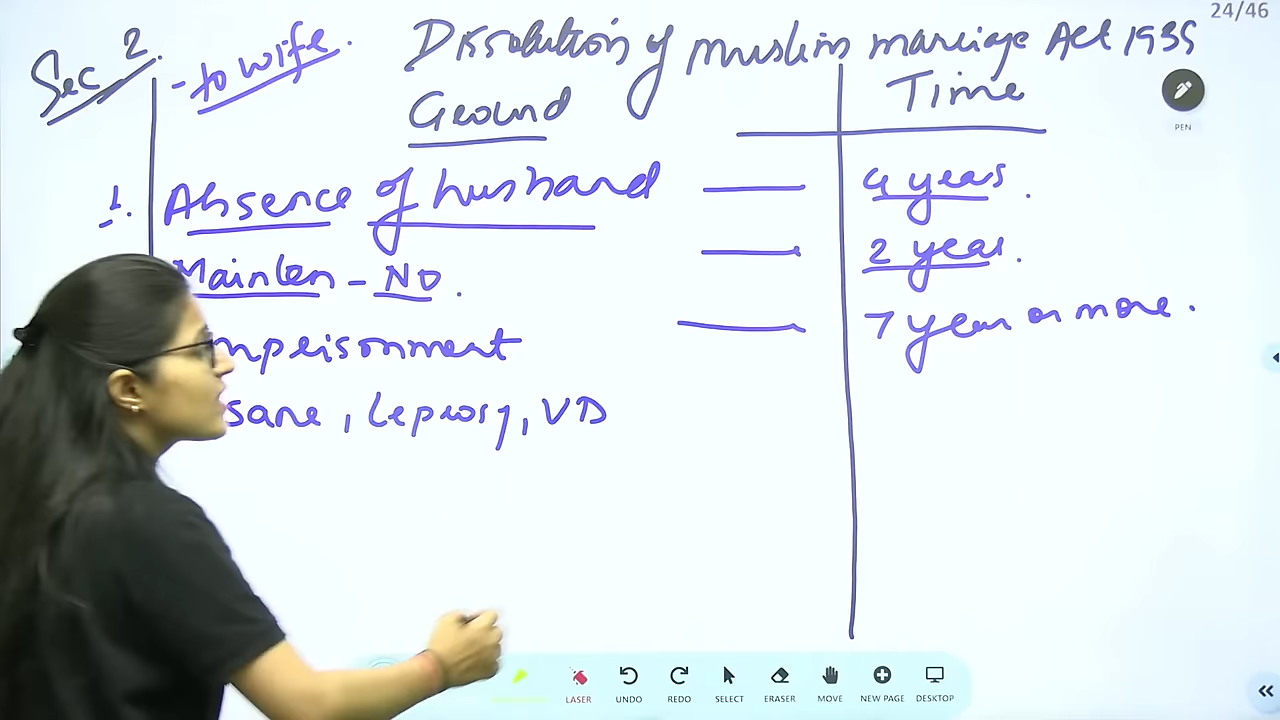 24/46
Sec 2. - to wife. Dissolution of muslim marriage Act 1939
Ground Time
PEN
1. Absence of husband 4 years.
Mainten - NO. 2 year.
mprisonment 7 year or more.
sane, Leprosy, VD
LASER UNDO REDO SELECT ERASER MOVE NEW PAGE DESKTOP